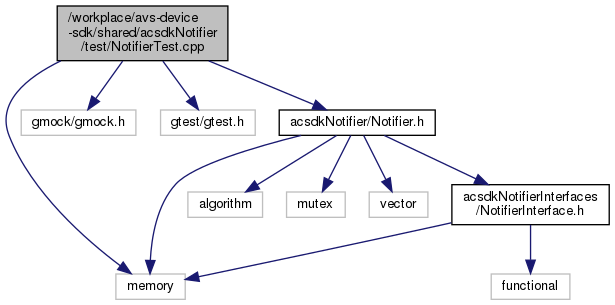 /workplace/avs-device
-sdk/shared/acsdkNotifier
/test/NotifierTest.cpp
gmock/gmock.h
gtest/gtest.h
acsdkNotifier/Notifier.h
algorithm
mutex
vector
acsdkNotifierInterfaces
/NotifierInterface.h
memory
functional